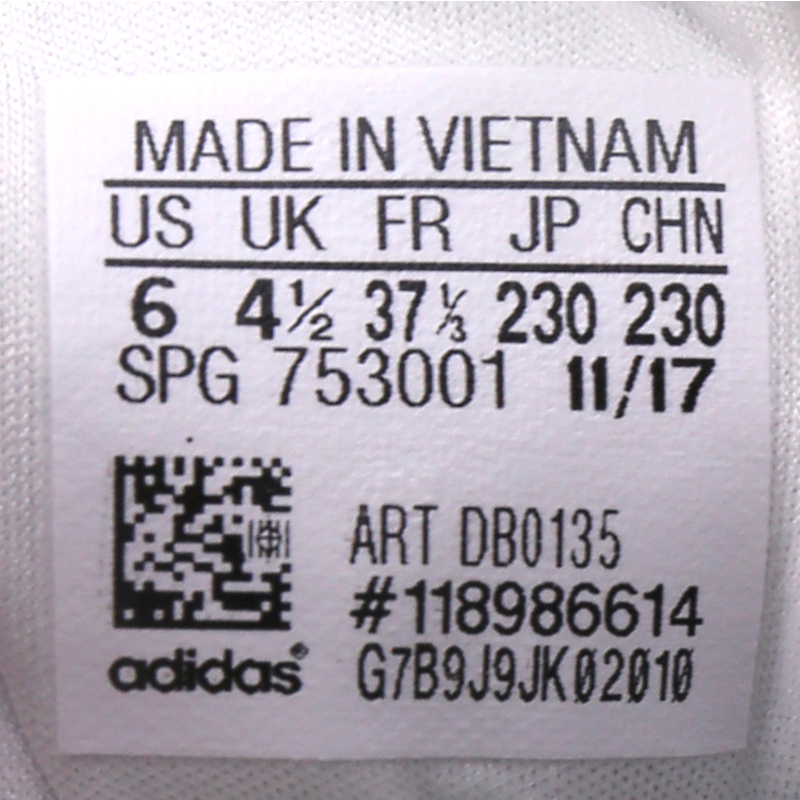 MADE IN VIETNAM
US UK FR JP CHN
6 4½ 37⅓ 230 230
SPG 753001 11/17
ART DB0135
#118986614
adidas® G7B9J9JK02010